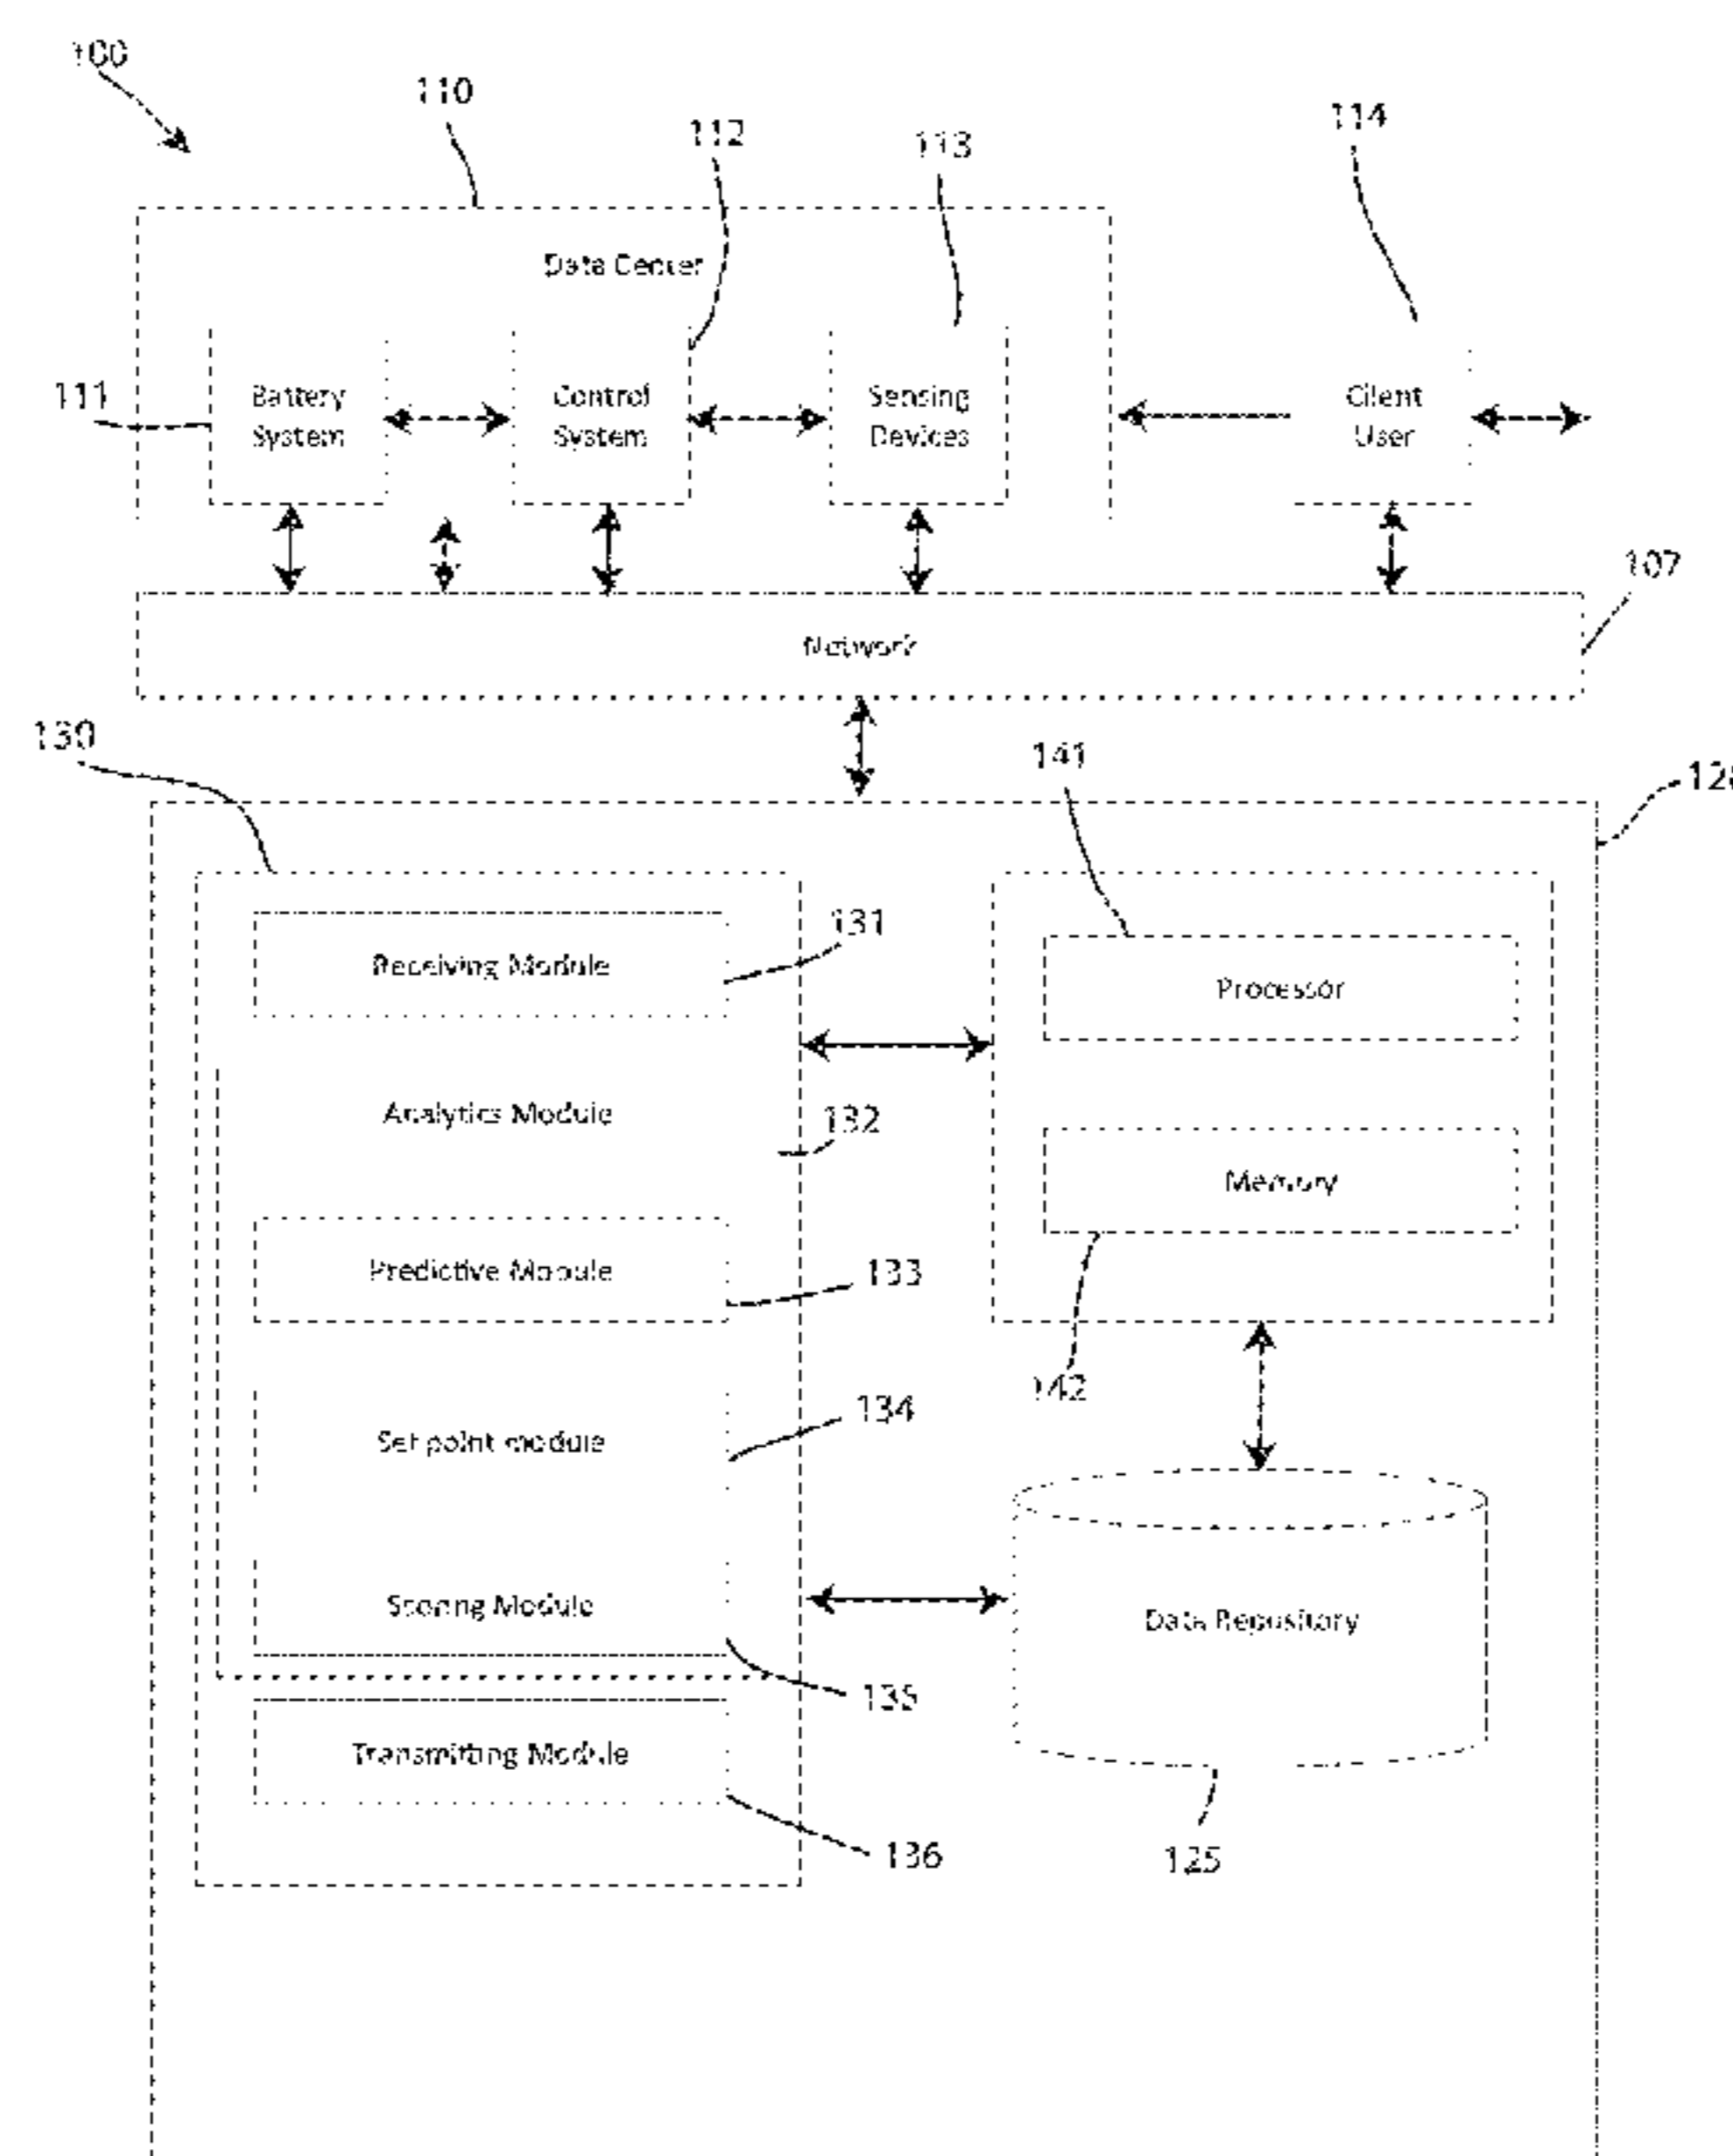 100
110
112
113
114
Data Center
111
Battery
System
Control
System
Sensing
Devices
Client
User
107
Network
130
141
Receiving Module
131
Processor
Analytics Module
132
Memory
Predictive Module
133
142
134
Set point module
Scoring Module
Data Repository
135
Transmitting Module
136
125